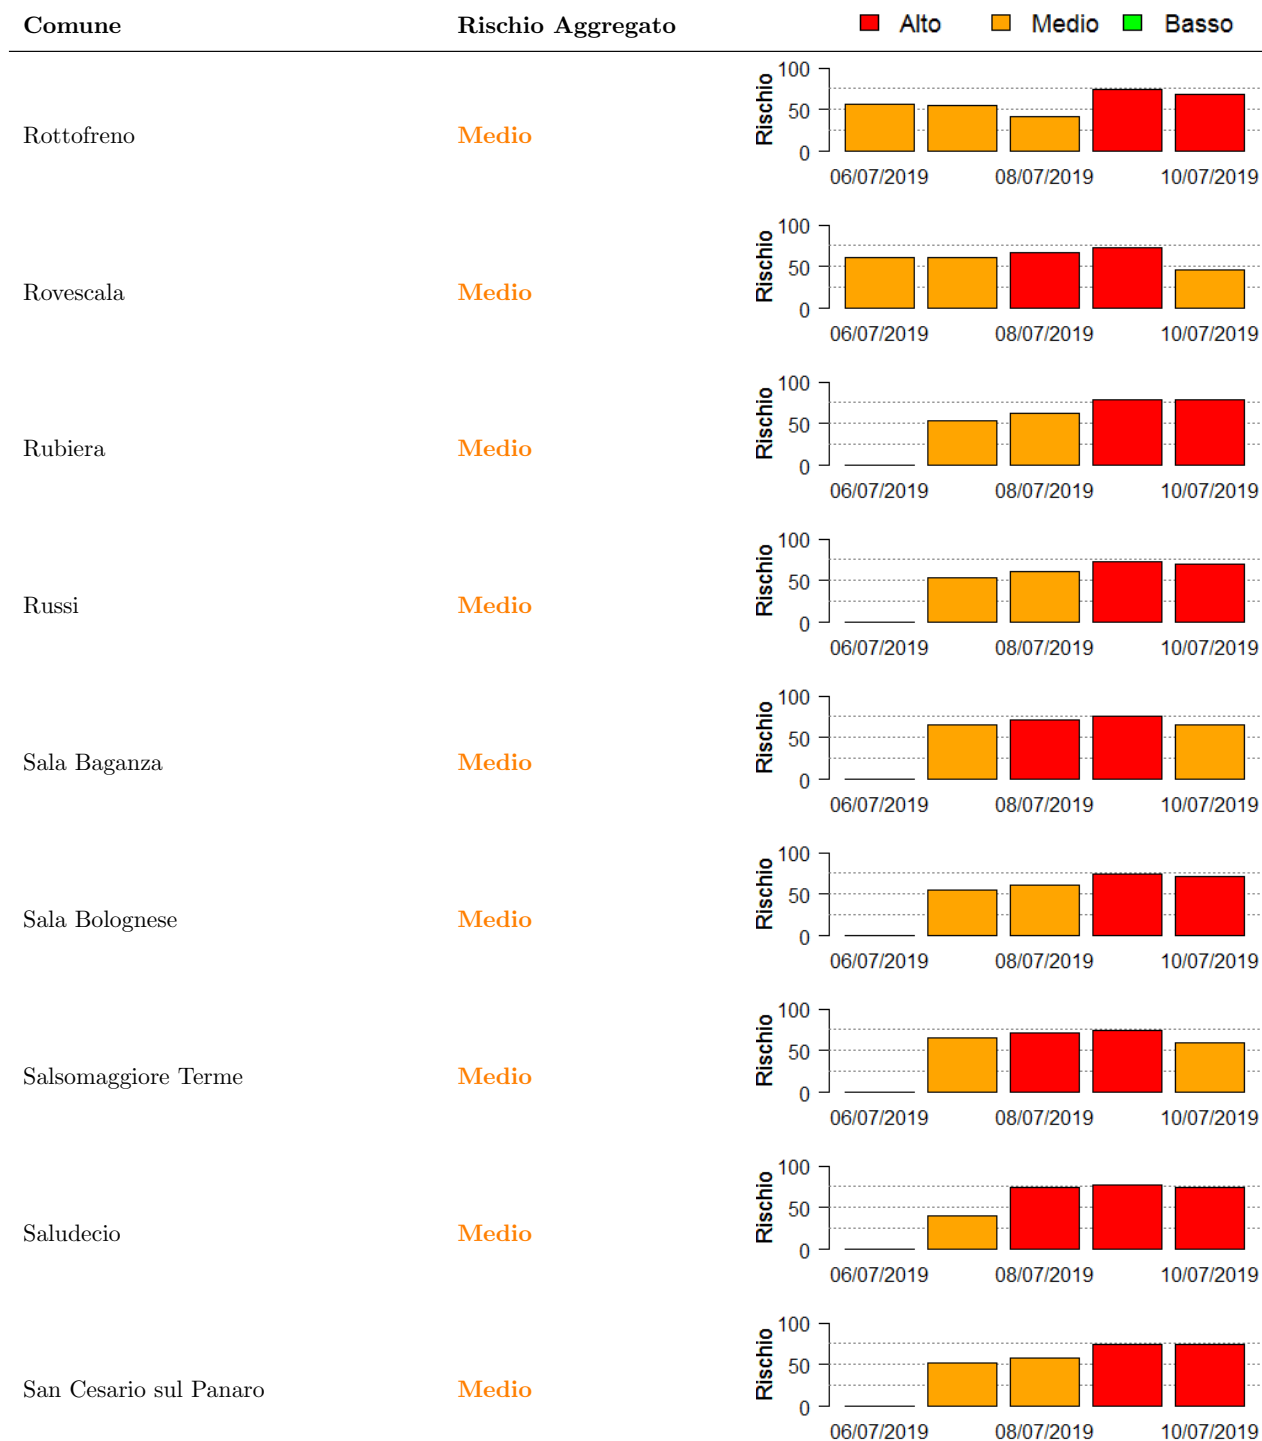 Comune Rischio Aggregato Alto Medio Basso
Rottofreno Medio Rischio 100 50 0
06/07/2019 08/07/2019 10/07/2019
Rovescala Medio Rischio 100 50 0
06/07/2019 08/07/2019 10/07/2019
Rubiera Medio Rischio 100 50 0
06/07/2019 08/07/2019 10/07/2019
Russi Medio Rischio 100 50 0
06/07/2019 08/07/2019 10/07/2019
Sala Baganza Medio Rischio 100 50 0
06/07/2019 08/07/2019 10/07/2019
Sala Bolognese Medio Rischio 100 50 0
06/07/2019 08/07/2019 10/07/2019
Salsomaggiore Terme Medio Rischio 100 50 0
06/07/2019 08/07/2019 10/07/2019
Saludecio Medio Rischio 100 50 0
06/07/2019 08/07/2019 10/07/2019
San Cesario sul Panaro Medio Rischio 100 50 0
06/07/2019 08/07/2019 10/07/2019